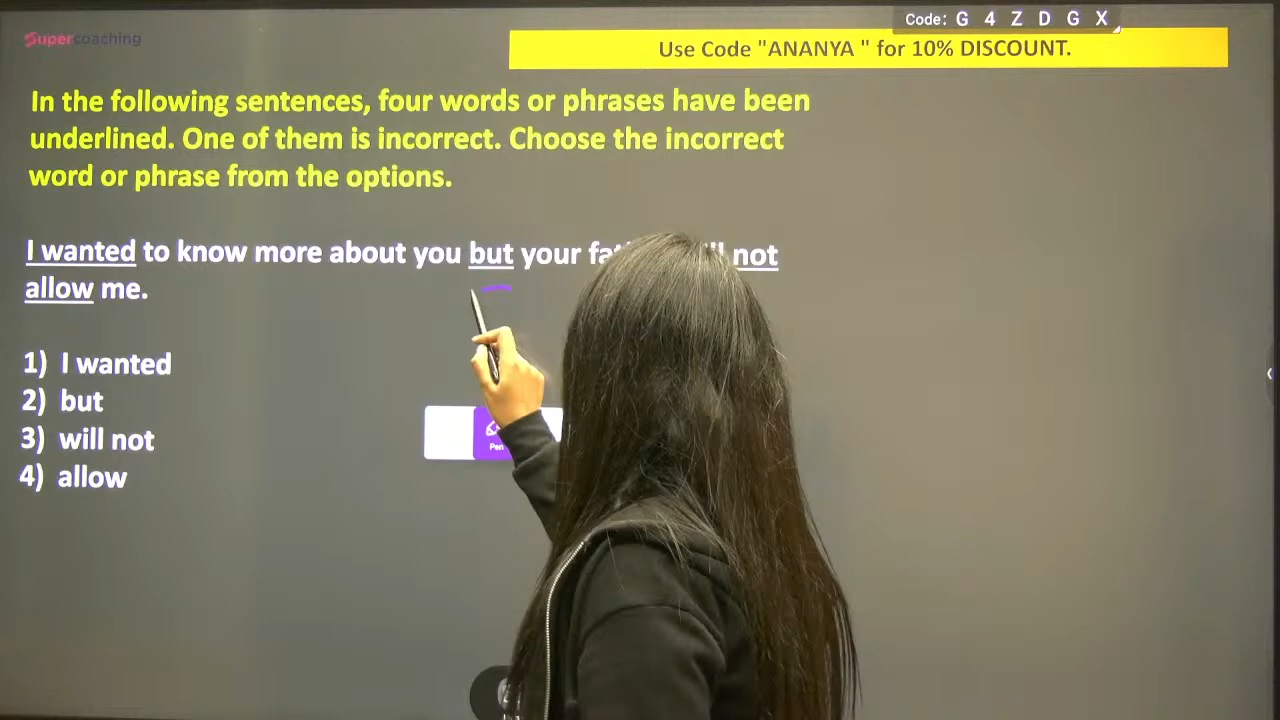 Code: G 4 Z D G X
Supercoaching
Use Code "ANANYA " for 10% DISCOUNT.
In the following sentences, four words or phrases have been
underlined. One of them is incorrect. Choose the incorrect
word or phrase from the options.
I wanted to know more about you but your not
allow me.
1) I wanted
2) but
3) will not
4) allow
Pen